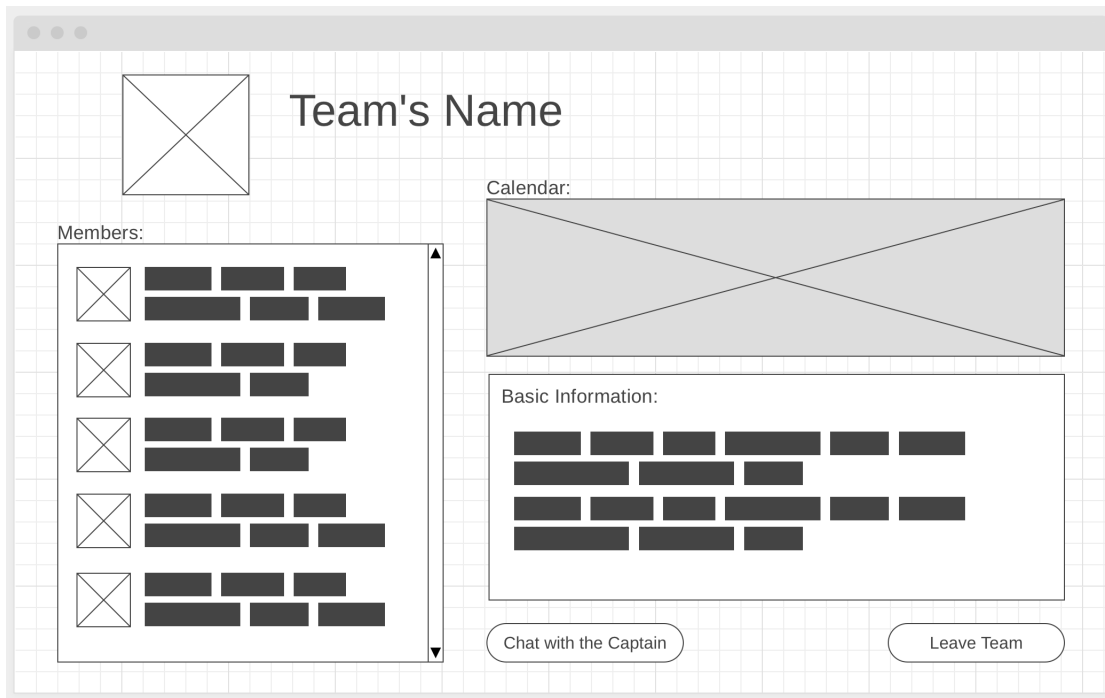 Team's Name
Calendar:
Members:
Basic Information:
Chat with the Captain
Leave Team